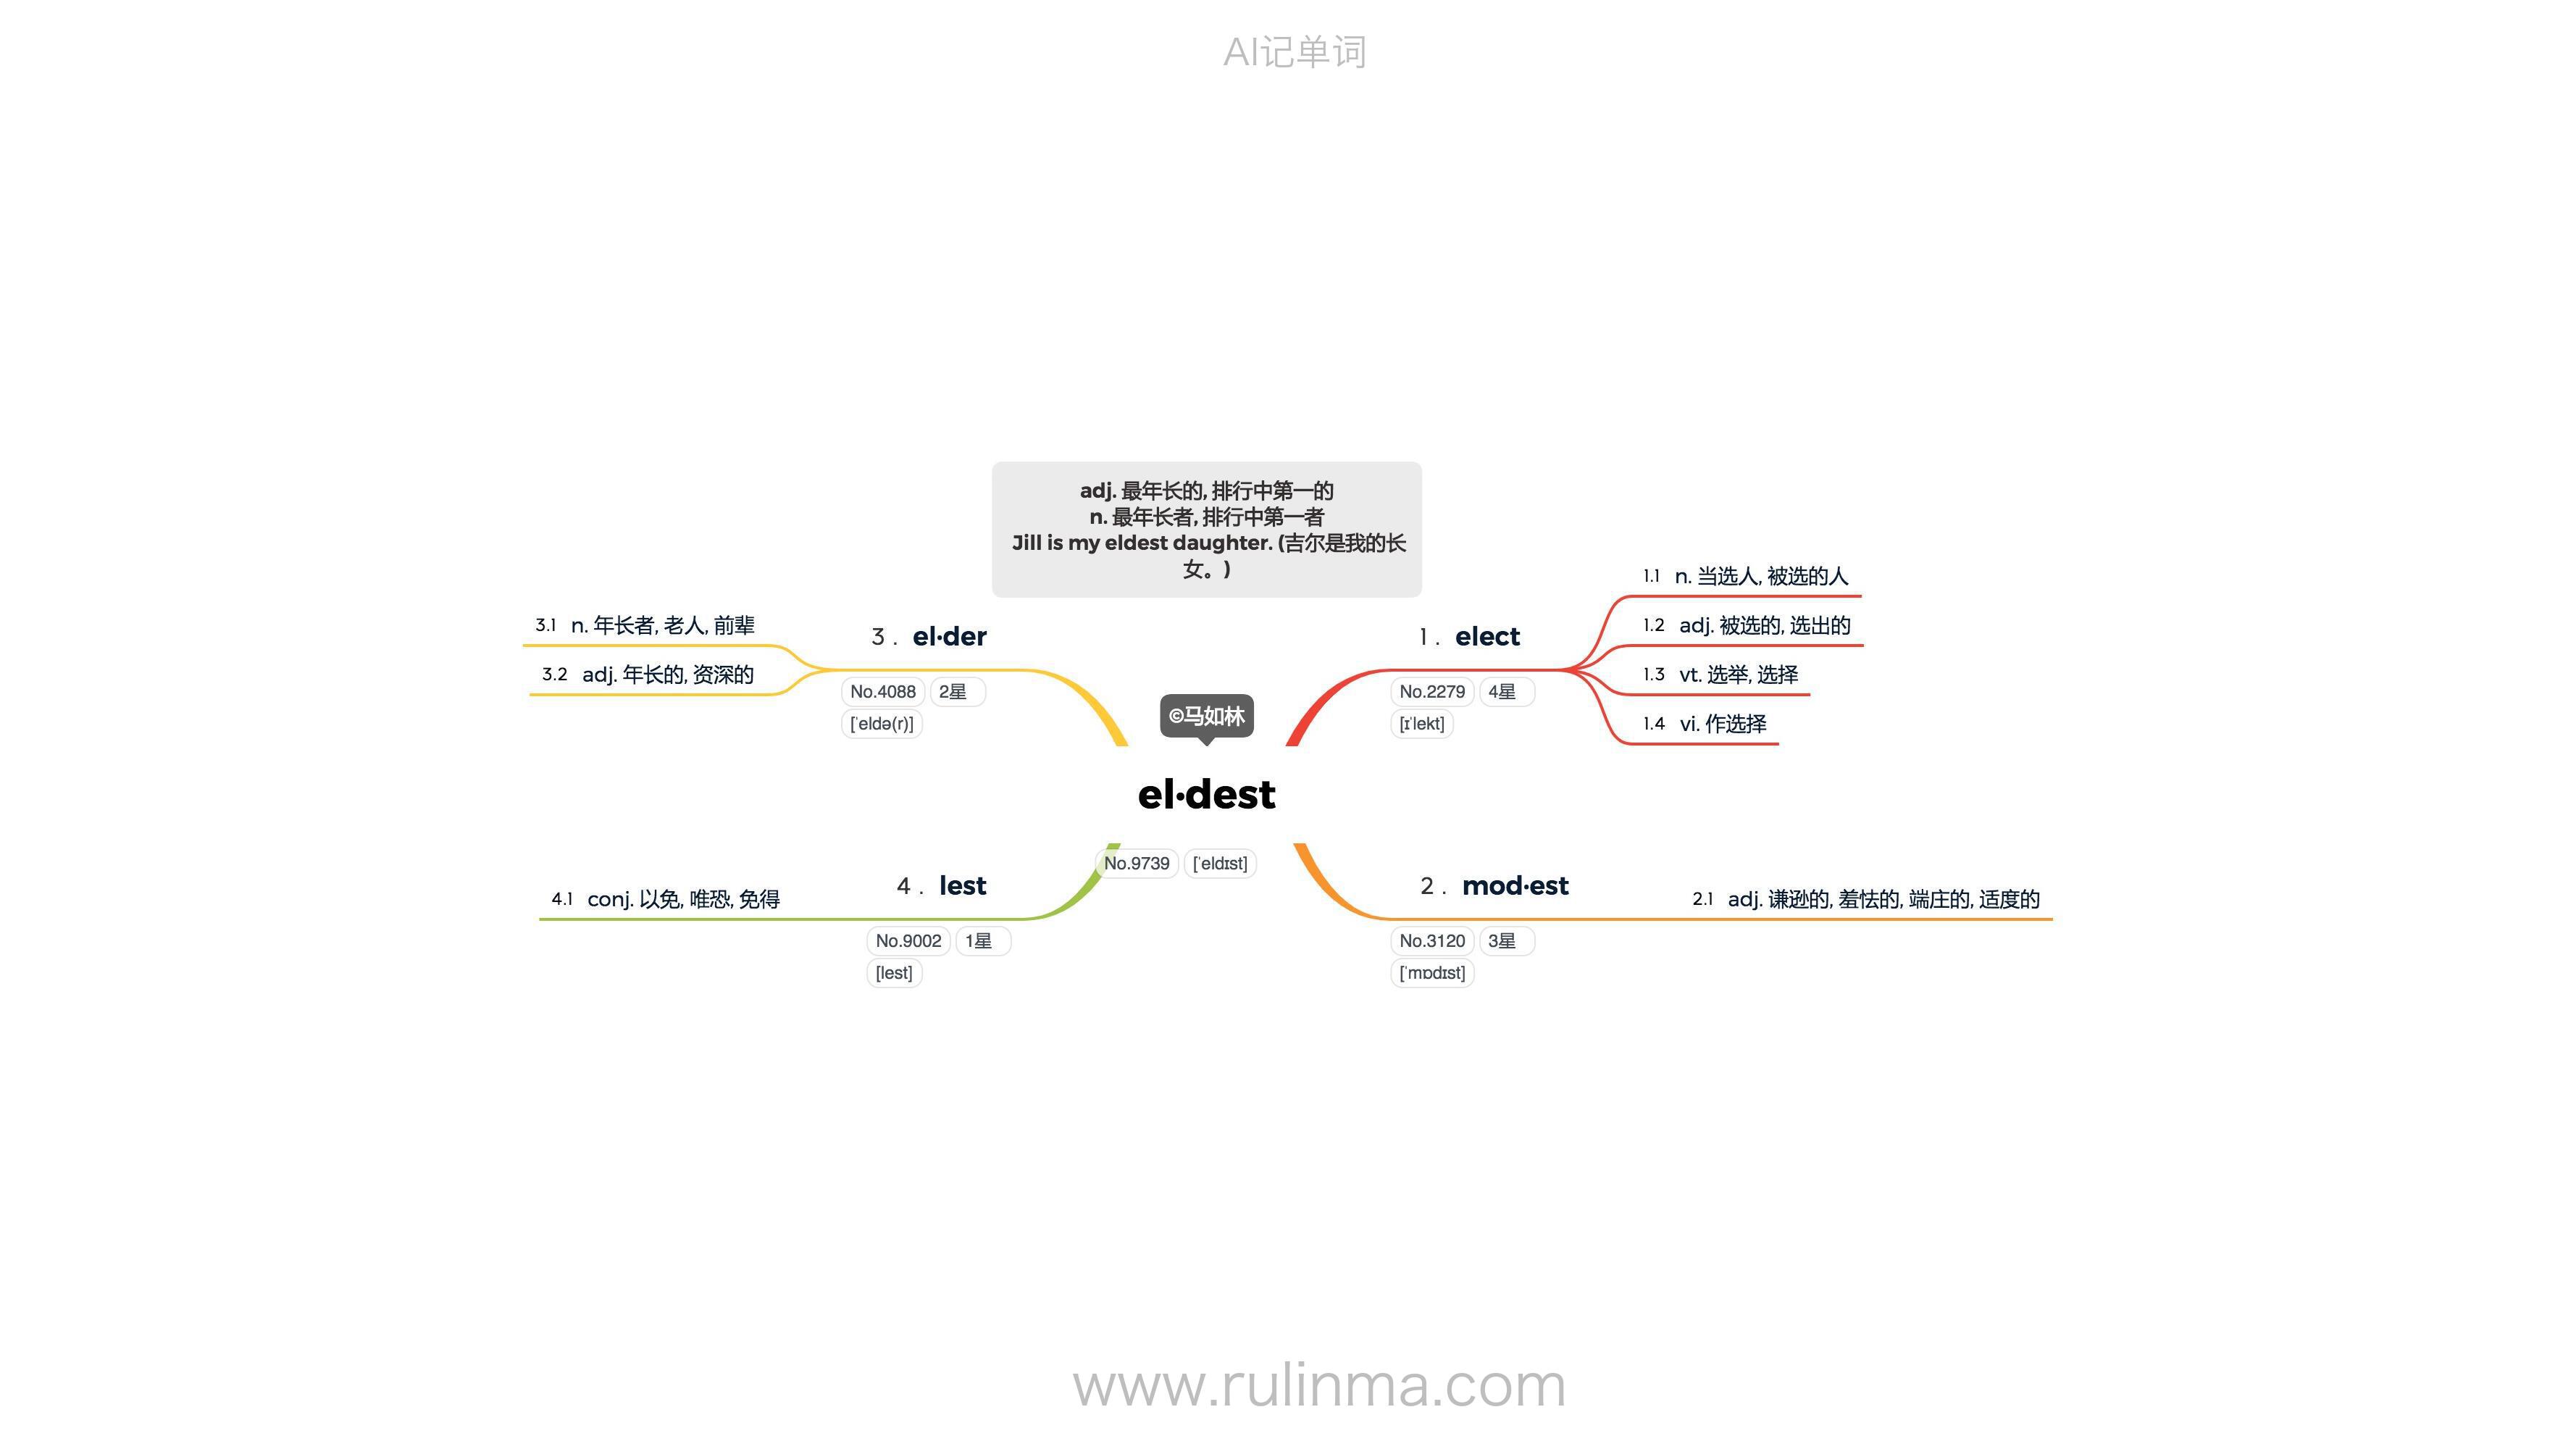 AI记单词
adj. 最年长的, 排行中第一的
n. 最年长者, 排行中第一者
Jill is my eldest daughter. (吉尔是我的长
女。)
©马如林
el·dest
No.9739 [ˈeldɪst]
1. elect
No.2279 4星
[ɪˈlekt]
1.1 n. 当选人, 被选的人
1.2 adj. 被选的, 选出的
1.3 vt. 选举, 选择
1.4 vi. 作选择
2. mod·est
No.3120 3星
[ˈmɒdɪst]
2.1 adj. 谦逊的, 羞怯的, 端庄的, 适度的
3. el·der
No.4088 2星
[ˈeldə(r)]
3.1 n. 年长者, 老人, 前辈
3.2 adj. 年长的, 资深的
4. lest
No.9002 1星
[lest]
4.1 conj. 以免, 唯恐, 免得
www.rulinma.com